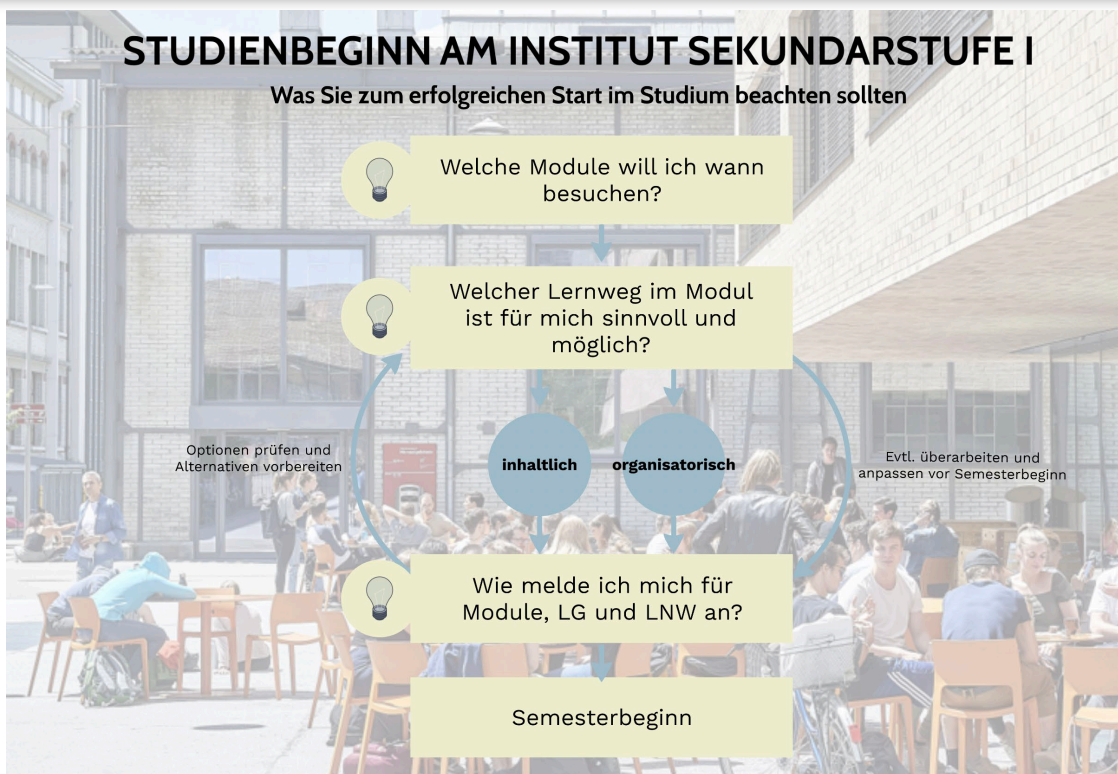 STUDIENBEGINN AM INSTITUT SEKUNDARSTUFE I
Was Sie zum erfolgreichen Start im Studium beachten sollten
Welche Module will ich wann
besuchen?
Welcher Lernweg im Modul
ist für mich sinnvoll und
möglich?
Optionen prüfen und
Alternativen vorbereiten
inhaltlich
organisatorisch
Evtl. überarbeiten und
anpassen vor Semesterbeginn
Wie melde ich mich für
Module, LG und LNW an?
Semesterbeginn